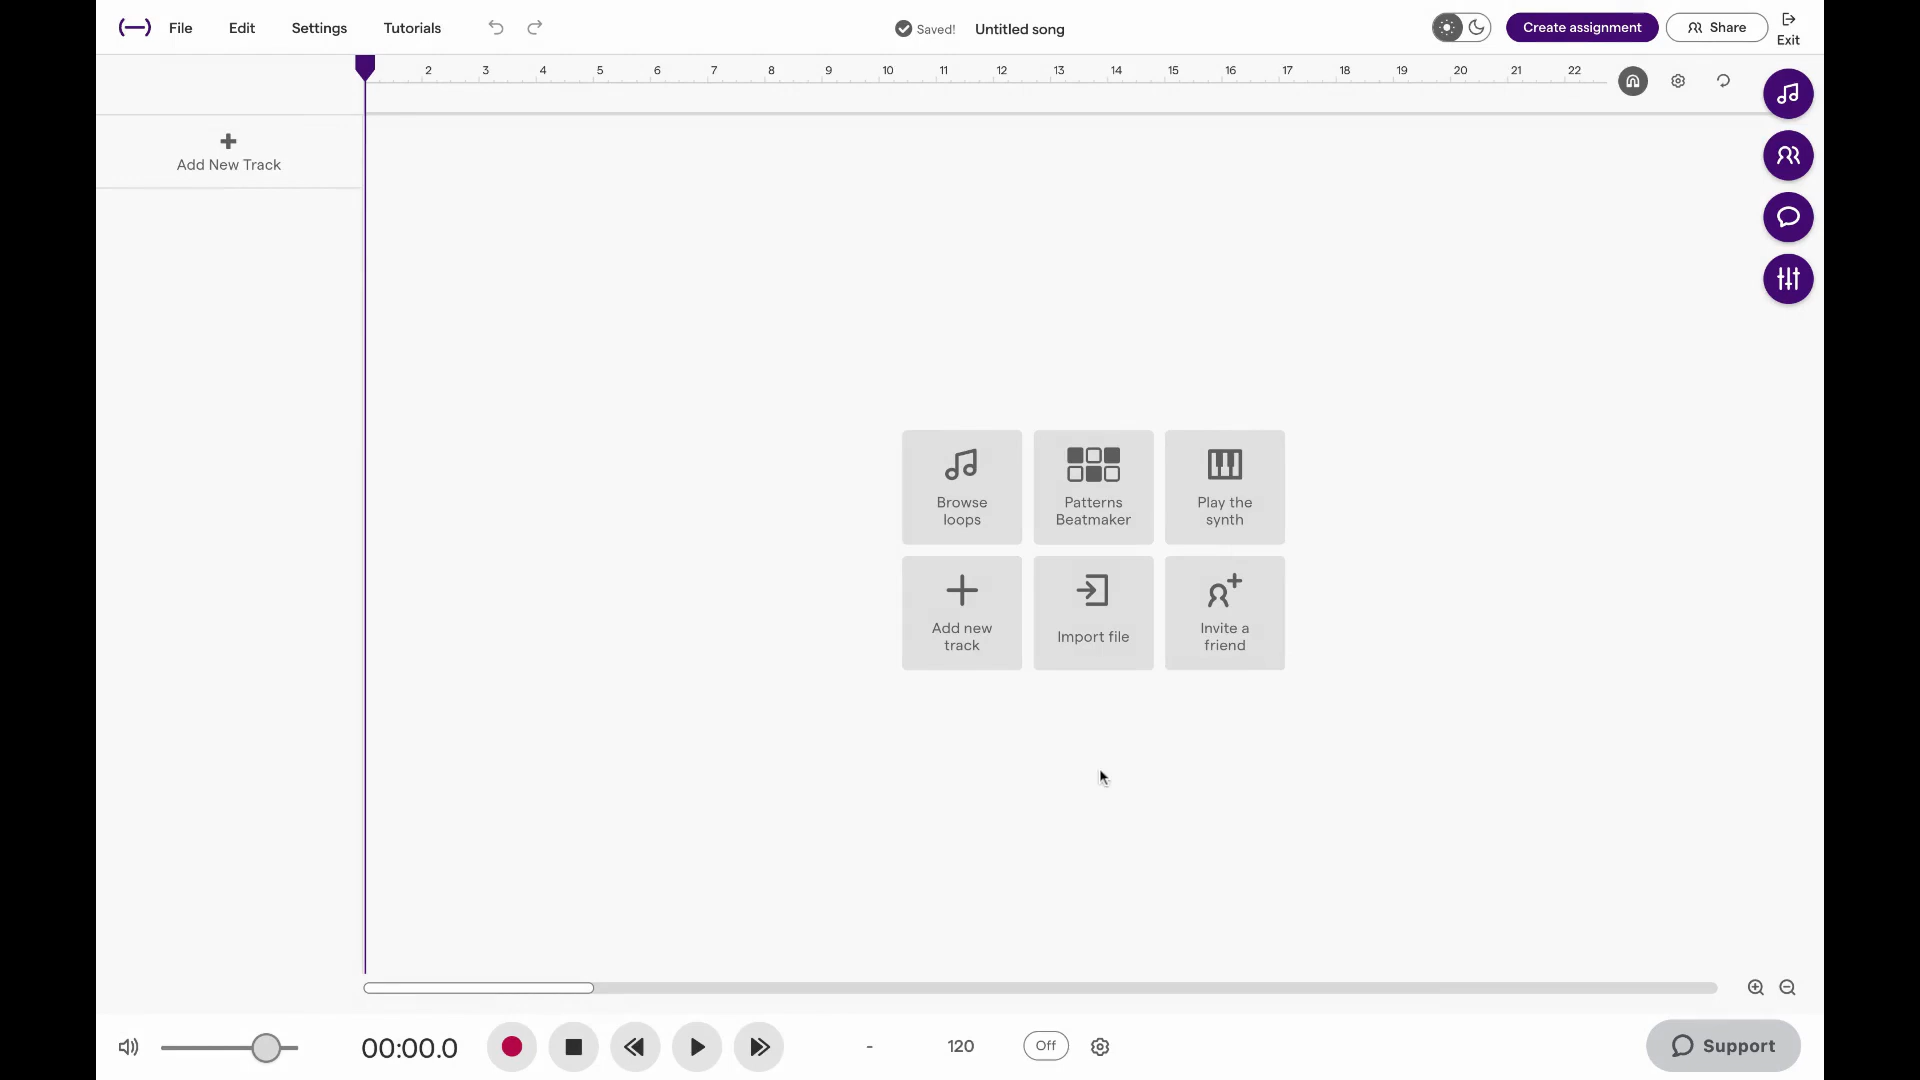 File Edit Settings Tutorials Saved! Untitled song Create assignment Share Exit
2 3 4 5 6 7 8 9 10 11 12 13 14 15 16 17 18 19 20 21 22
Add New Track
Browse
loops
Patterns
Beatmaker
Play the
synth
Add new
track
Import file
Invite a
friend
00:00.0 - 120 Off Support